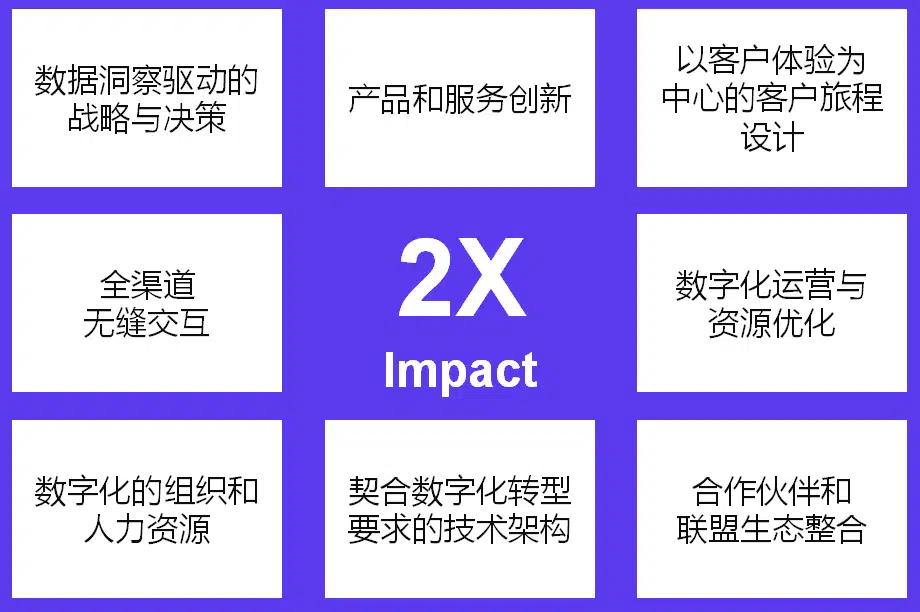 数据洞察驱动的
战略与决策
产品和服务创新
以客户体验为
中心的客户旅程
设计
全渠道
无缝交互
2X
Impact
数字化运营与
资源优化
数字化的组织和
人力资源
契合数字化转型
要求的技术架构
合作伙伴和
联盟生态整合